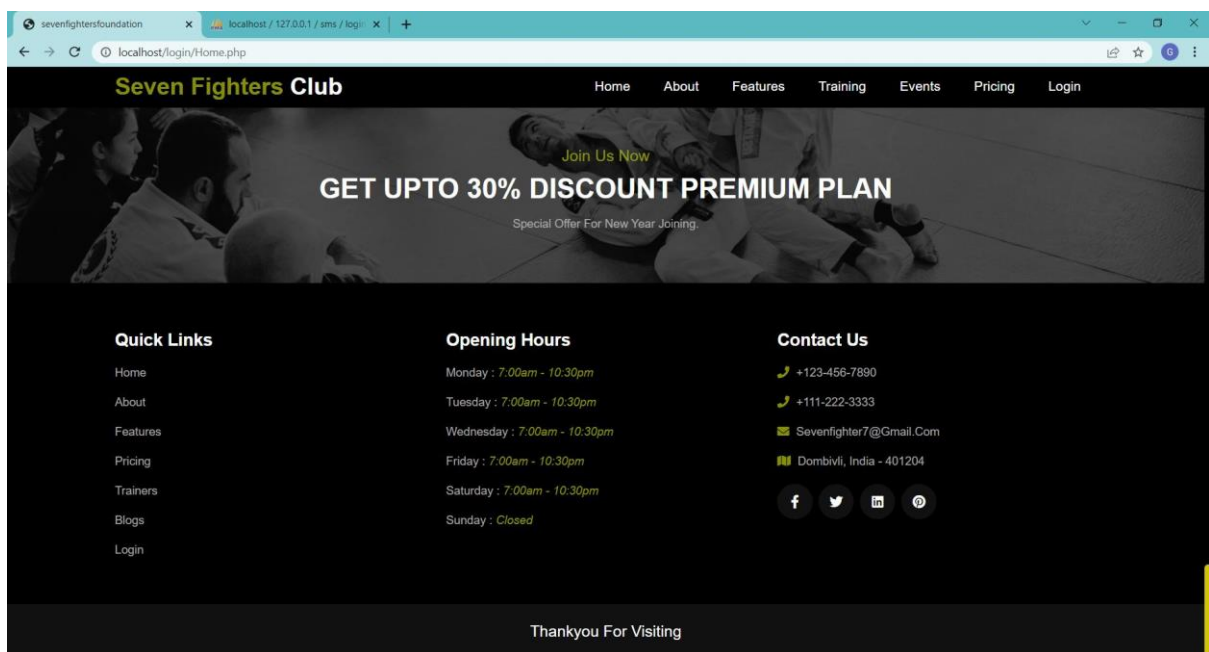 sevenfightersfoundation
localhost / 127.0.0.1 / sms / login
localhost/login/Home.php
G
Seven Fighters Club
Home About Features Training Events Pricing Login
Join Us Now
GET UPTO 30% DISCOUNT PREMIUM PLAN
Special Offer For New Year Joining.
Quick Links
Home
About
Features
Pricing
Trainers
Blogs
Login
Opening Hours
Monday : 7:00am - 10:30pm
Tuesday : 7:00am - 10:30pm
Wednesday : 7:00am - 10:30pm
Friday : 7:00am - 10:30pm
Saturday : 7:00am - 10:30pm
Sunday : Closed
Contact Us
+123-456-7890
+111-222-3333
Sevenfighter7@Gmail.Com
Dombivli, India - 401204
Thankyou For Visiting